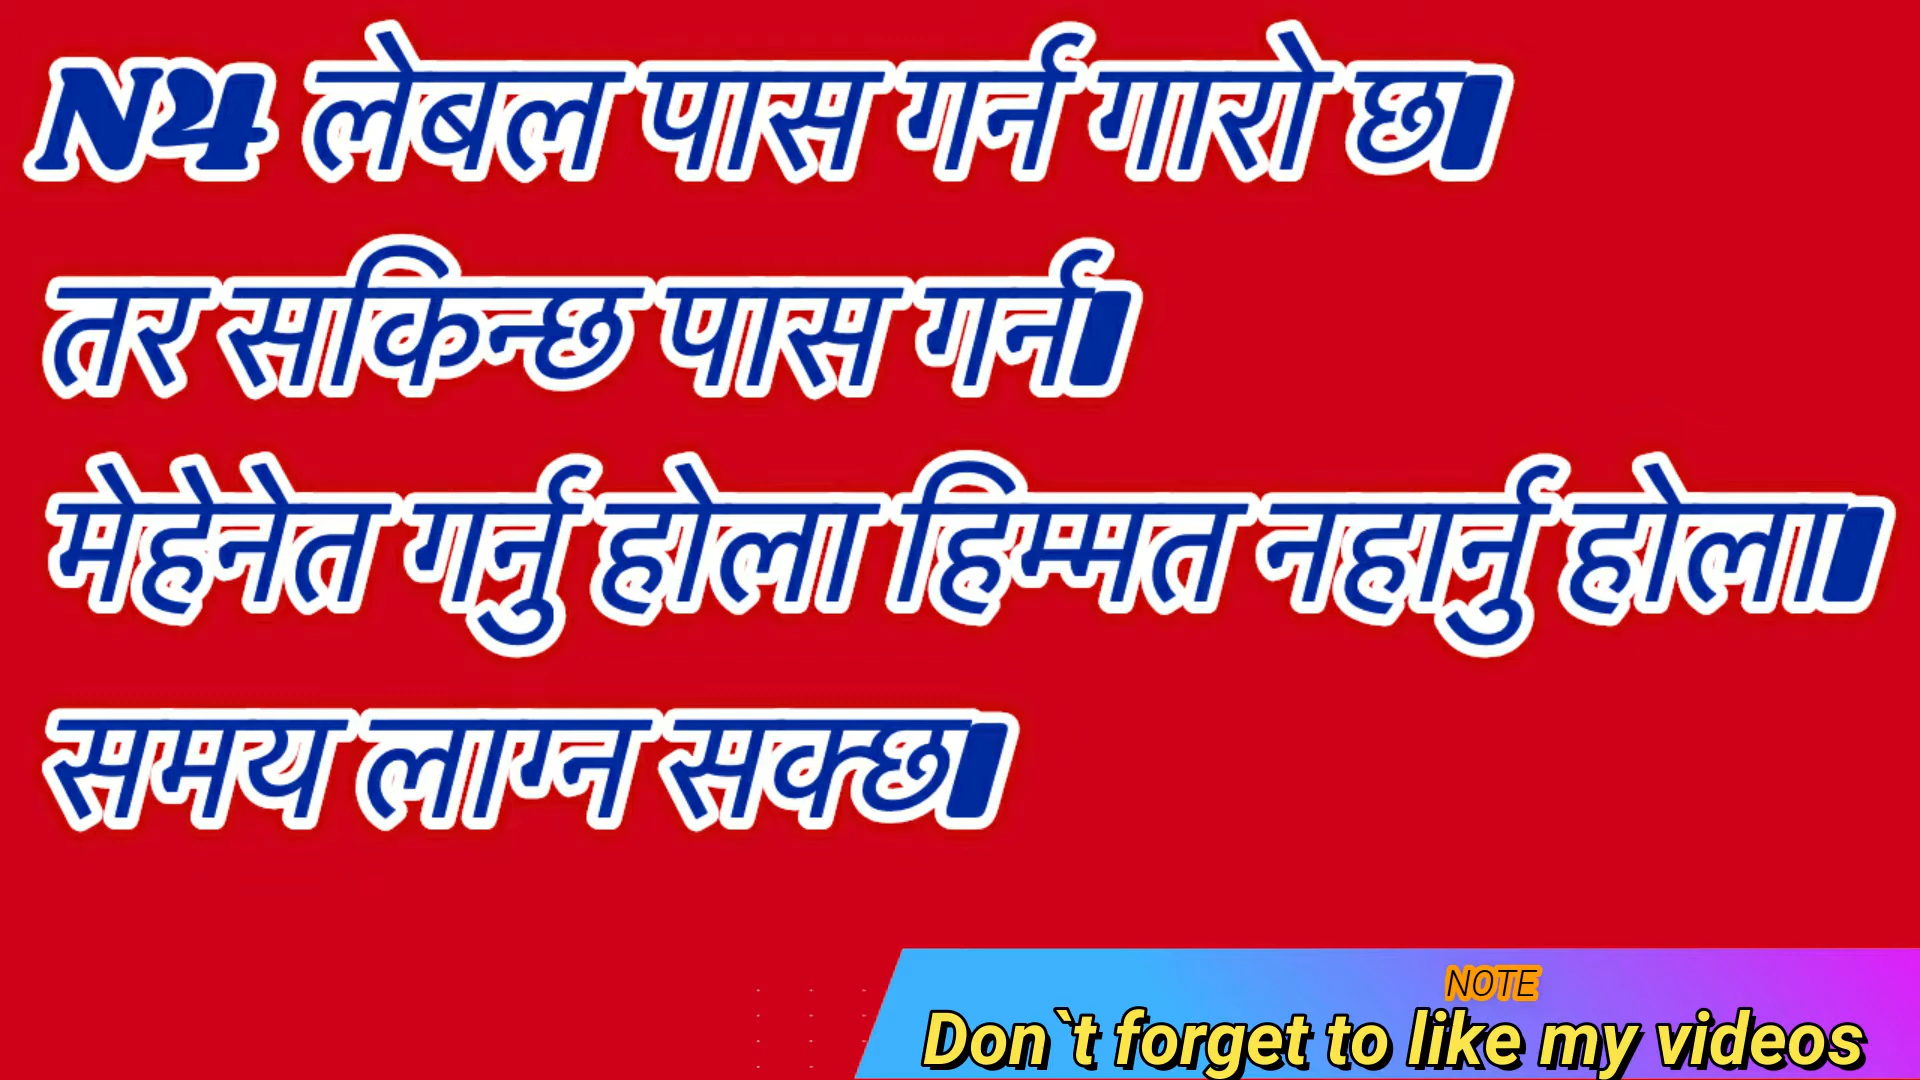 N4 लेबल पास गर्न गारो छ।
तर सकिन्छ पास गर्न।
मेहेनेत गर्नु होला हिम्मत नहार्नु होला।
समय लाग्न सक्छ।
NOTE
Don`t forget to like my videos